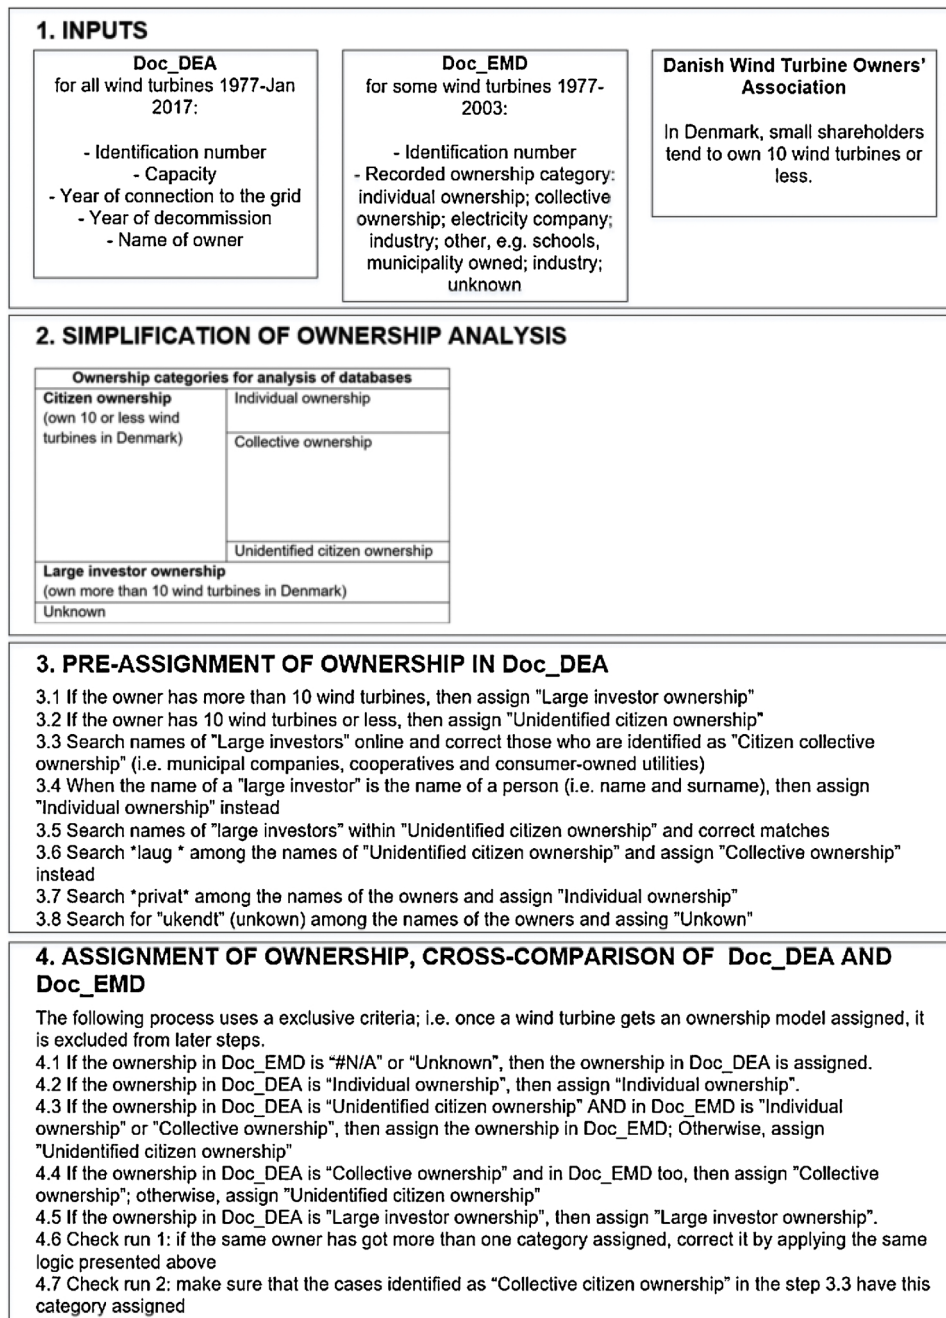 1. INPUTS
Doc_DEA
for all wind turbines 1977-Jan
2017:
- Identification number
- Capacity
- Year of connection to the grid
- Year of decommission
- Name of owner
Doc_EMD
for some wind turbines 1977-
2003:
- Identification number
- Recorded ownership category:
individual ownership; collective
ownership; electricity company;
industry; other, e.g. schools,
municipality owned; industry;
unknown
Danish Wind Turbine Owners'
Association
In Denmark, small shareholders
tend to own 10 wind turbines or
less.
2. SIMPLIFICATION OF OWNERSHIP ANALYSIS
Ownership categories for analysis of databases
Citizen ownership
(own 10 or less wind
turbines in Denmark)
Individual ownership
Collective ownership
Unidentified citizen ownership
Large investor ownership
(own more than 10 wind turbines in Denmark)
Unknown
3. PRE-ASSIGNMENT OF OWNERSHIP IN Doc_DEA
3.1 If the owner has more than 10 wind turbines, then assign "Large investor ownership"
3.2 If the owner has 10 wind turbines or less, then assign "Unidentified citizen ownership"
3.3 Search names of "Large investors" online and correct those who are identified as "Citizen collective
ownership" (i.e. municipal companies, cooperatives and consumer-owned utilities)
3.4 When the name of a "large investor" is the name of a person (i.e. name and surname), then assign
"Individual ownership" instead
3.5 Search names of "large investors" within "Unidentified citizen ownership" and correct matches
3.6 Search *laug * among the names of "Unidentified citizen ownership" and assign "Collective ownership"
instead
3.7 Search *privat* among the names of the owners and assign "Individual ownership"
3.8 Search for "ukendt" (unkown) among the names of the owners and assing "Unkown"
4. ASSIGNMENT OF OWNERSHIP, CROSS-COMPARISON OF Doc_DEA AND
Doc_EMD
The following process uses a exclusive criteria; i.e. once a wind turbine gets an ownership model assigned, it
is excluded from later steps.
4.1 If the ownership in Doc_EMD is "#N/A" or "Unknown", then the ownership in Doc_DEA is assigned.
4.2 If the ownership in Doc_DEA is "Individual ownership", then assign "Individual ownership".
4.3 If the ownership in Doc_DEA is "Unidentified citizen ownership" AND in Doc_EMD is "Individual
ownership" or "Collective ownership", then assign the ownership in Doc_EMD; Otherwise, assign
"Unidentified citizen ownership"
4.4 If the ownership in Doc_DEA is "Collective ownership" and in Doc_EMD too, then assign "Collective
ownership"; otherwise, assign "Unidentified citizen ownership"
4.5 If the ownership in Doc_DEA is "Large investor ownership", then assign "Large investor ownership".
4.6 Check run 1: if the same owner has got more than one category assigned, correct it by applying the same
logic presented above
4.7 Check run 2: make sure that the cases identified as "Collective citizen ownership" in the step 3.3 have this
category assigned